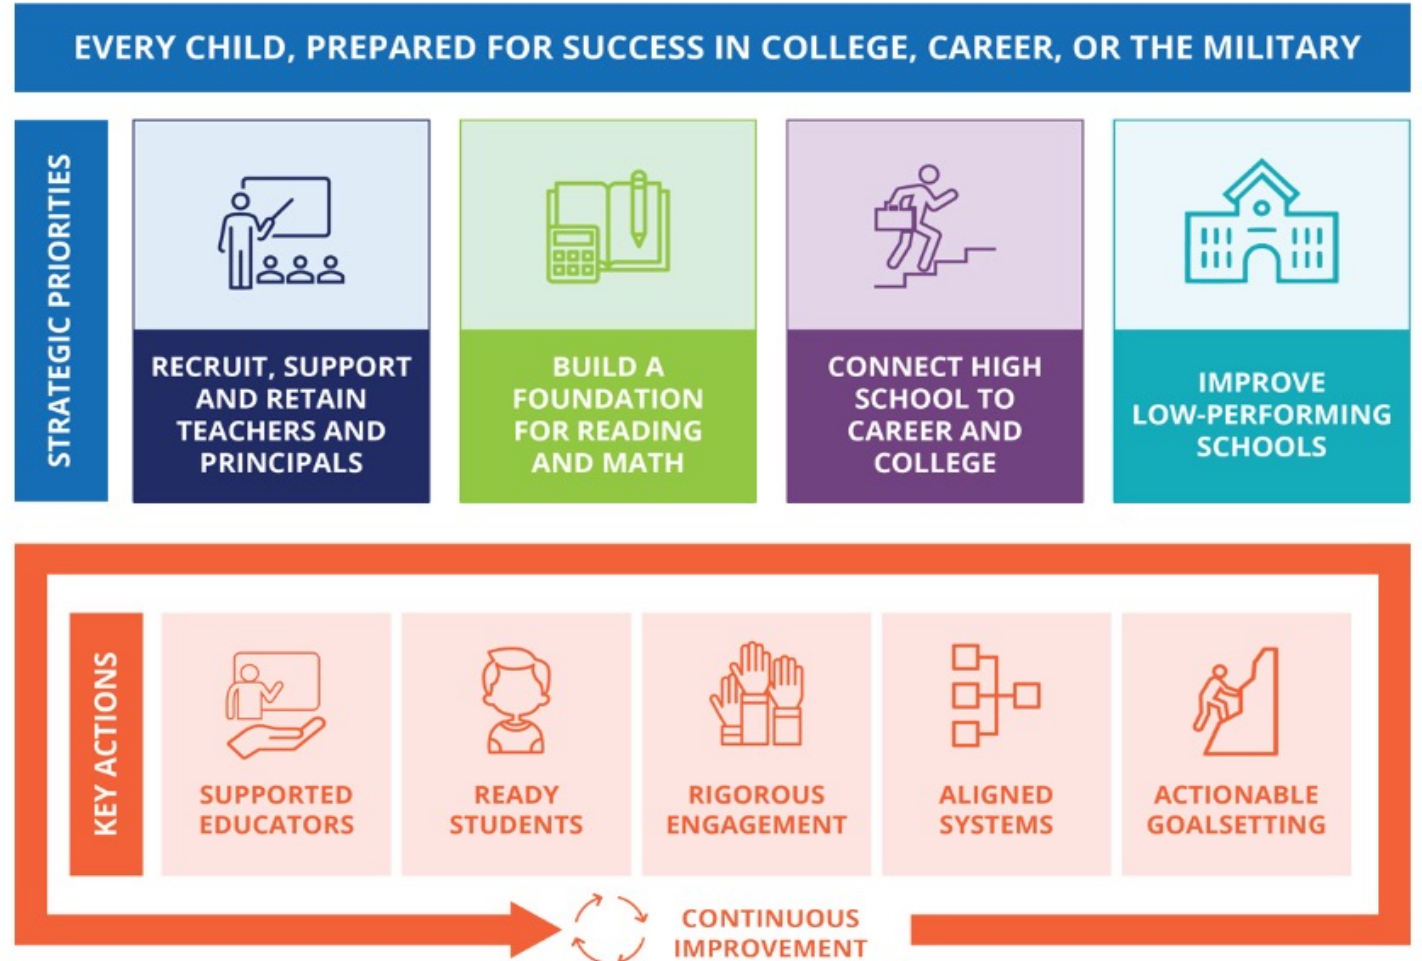 EVERY CHILD, PREPARED FOR SUCCESS IN COLLEGE, CAREER, OR THE MILITARY
STRATEGIC PRIORITIES
RECRUIT, SUPPORT
AND RETAIN
TEACHERS AND
PRINCIPALS
BUILD A
FOUNDATION
FOR READING
AND MATH
CONNECT HIGH
SCHOOL TO
CAREER AND
COLLEGE
IMPROVE
LOW-PERFORMING
SCHOOLS
KEY ACTIONS
SUPPORTED
EDUCATORS
READY
STUDENTS
RIGOROUS
ENGAGEMENT
ALIGNED
SYSTEMS
ACTIONABLE
GOALSETTING
CONTINUOUS
IMPROVEMENT